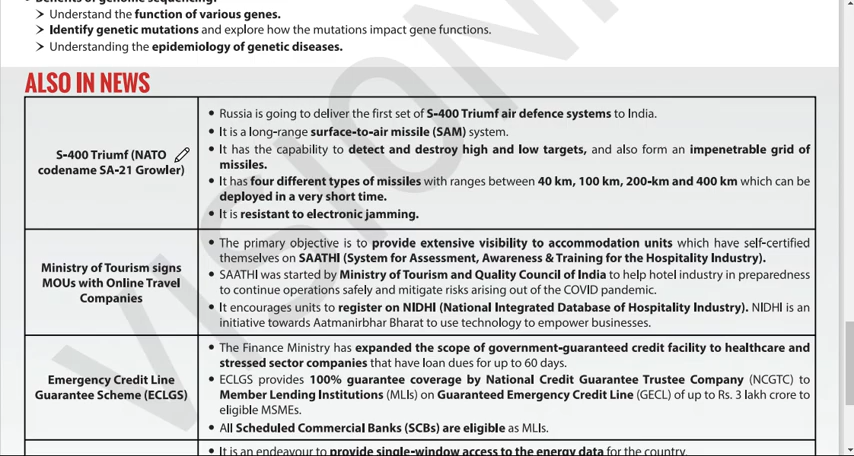 Benefits of genome sequencing:
➢ Understand the function of various genes.
➢ Identify genetic mutations and explore how the mutations impact gene functions.
➢ Understanding the epidemiology of genetic diseases.
ALSO IN NEWS
S-400 Triumf (NATO
codename SA-21 Growler)
• Russia is going to deliver the first set of S-400 Triumf air defence systems to India.
• It is a long-range surface-to-air missile (SAM) system.
• It has the capability to detect and destroy high and low targets, and also form an impenetrable grid of
missiles.
• It has four different types of missiles with ranges between 40 km, 100 km, 200-km and 400 km which can be
deployed in a very short time.
• It is resistant to electronic jamming.
Ministry of Tourism signs
MOUs with Online Travel
Companies
• The primary objective is to provide extensive visibility to accommodation units which have self-certified
themselves on SAATHI (System for Assessment, Awareness & Training for the Hospitality Industry).
• SAATHI was started by Ministry of Tourism and Quality Council of India to help hotel industry in preparedness
to continue operations safely and mitigate risks arising out of the COVID pandemic.
• It encourages units to register on NIDHI (National Integrated Database of Hospitality Industry). NIDHI is an
initiative towards Aatmanirbhar Bharat to use technology to empower businesses.
Emergency Credit Line
Guarantee Scheme (ECLGS)
• The Finance Ministry has expanded the scope of government-guaranteed credit facility to healthcare and
stressed sector companies that have loan dues for up to 60 days.
• ECLGS provides 100% guarantee coverage by National Credit Guarantee Trustee Company (NCGTC) to
Member Lending Institutions (MLIs) on Guaranteed Emergency Credit Line (GECL) of up to Rs. 3 lakh crore to
eligible MSMEs.
• All Scheduled Commercial Banks (SCBs) are eligible as MLIs.
• It is an endeavour to provide single-window access to the energy data for the country.
VISION